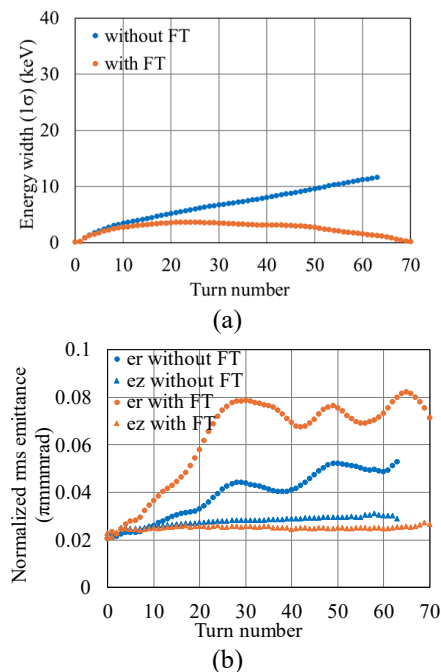 40
30
20
10
0
Energy width (1σ) (keV)
without FT
with FT
0 10 20 30 40 50 60 70
Turn number
(a)
0.1
0.08
0.06
0.04
0.02
0
Normalized rms emittance
(πmmmrad)
er without FT
ez without FT
er with FT
ez with FT
0 10 20 30 40 50 60 70
Turn number
(b)